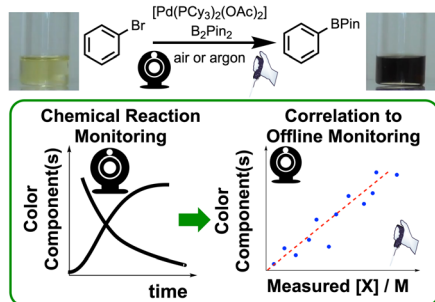 [Pd(PCy3)2(OAc)2]
Br
B2Pin2
BPin
air or argon
Chemical Reaction
Monitoring
Correlation to
Offline Monitoring
Color
Component(s)
time
Color
Component(s)
Measured [X] / M